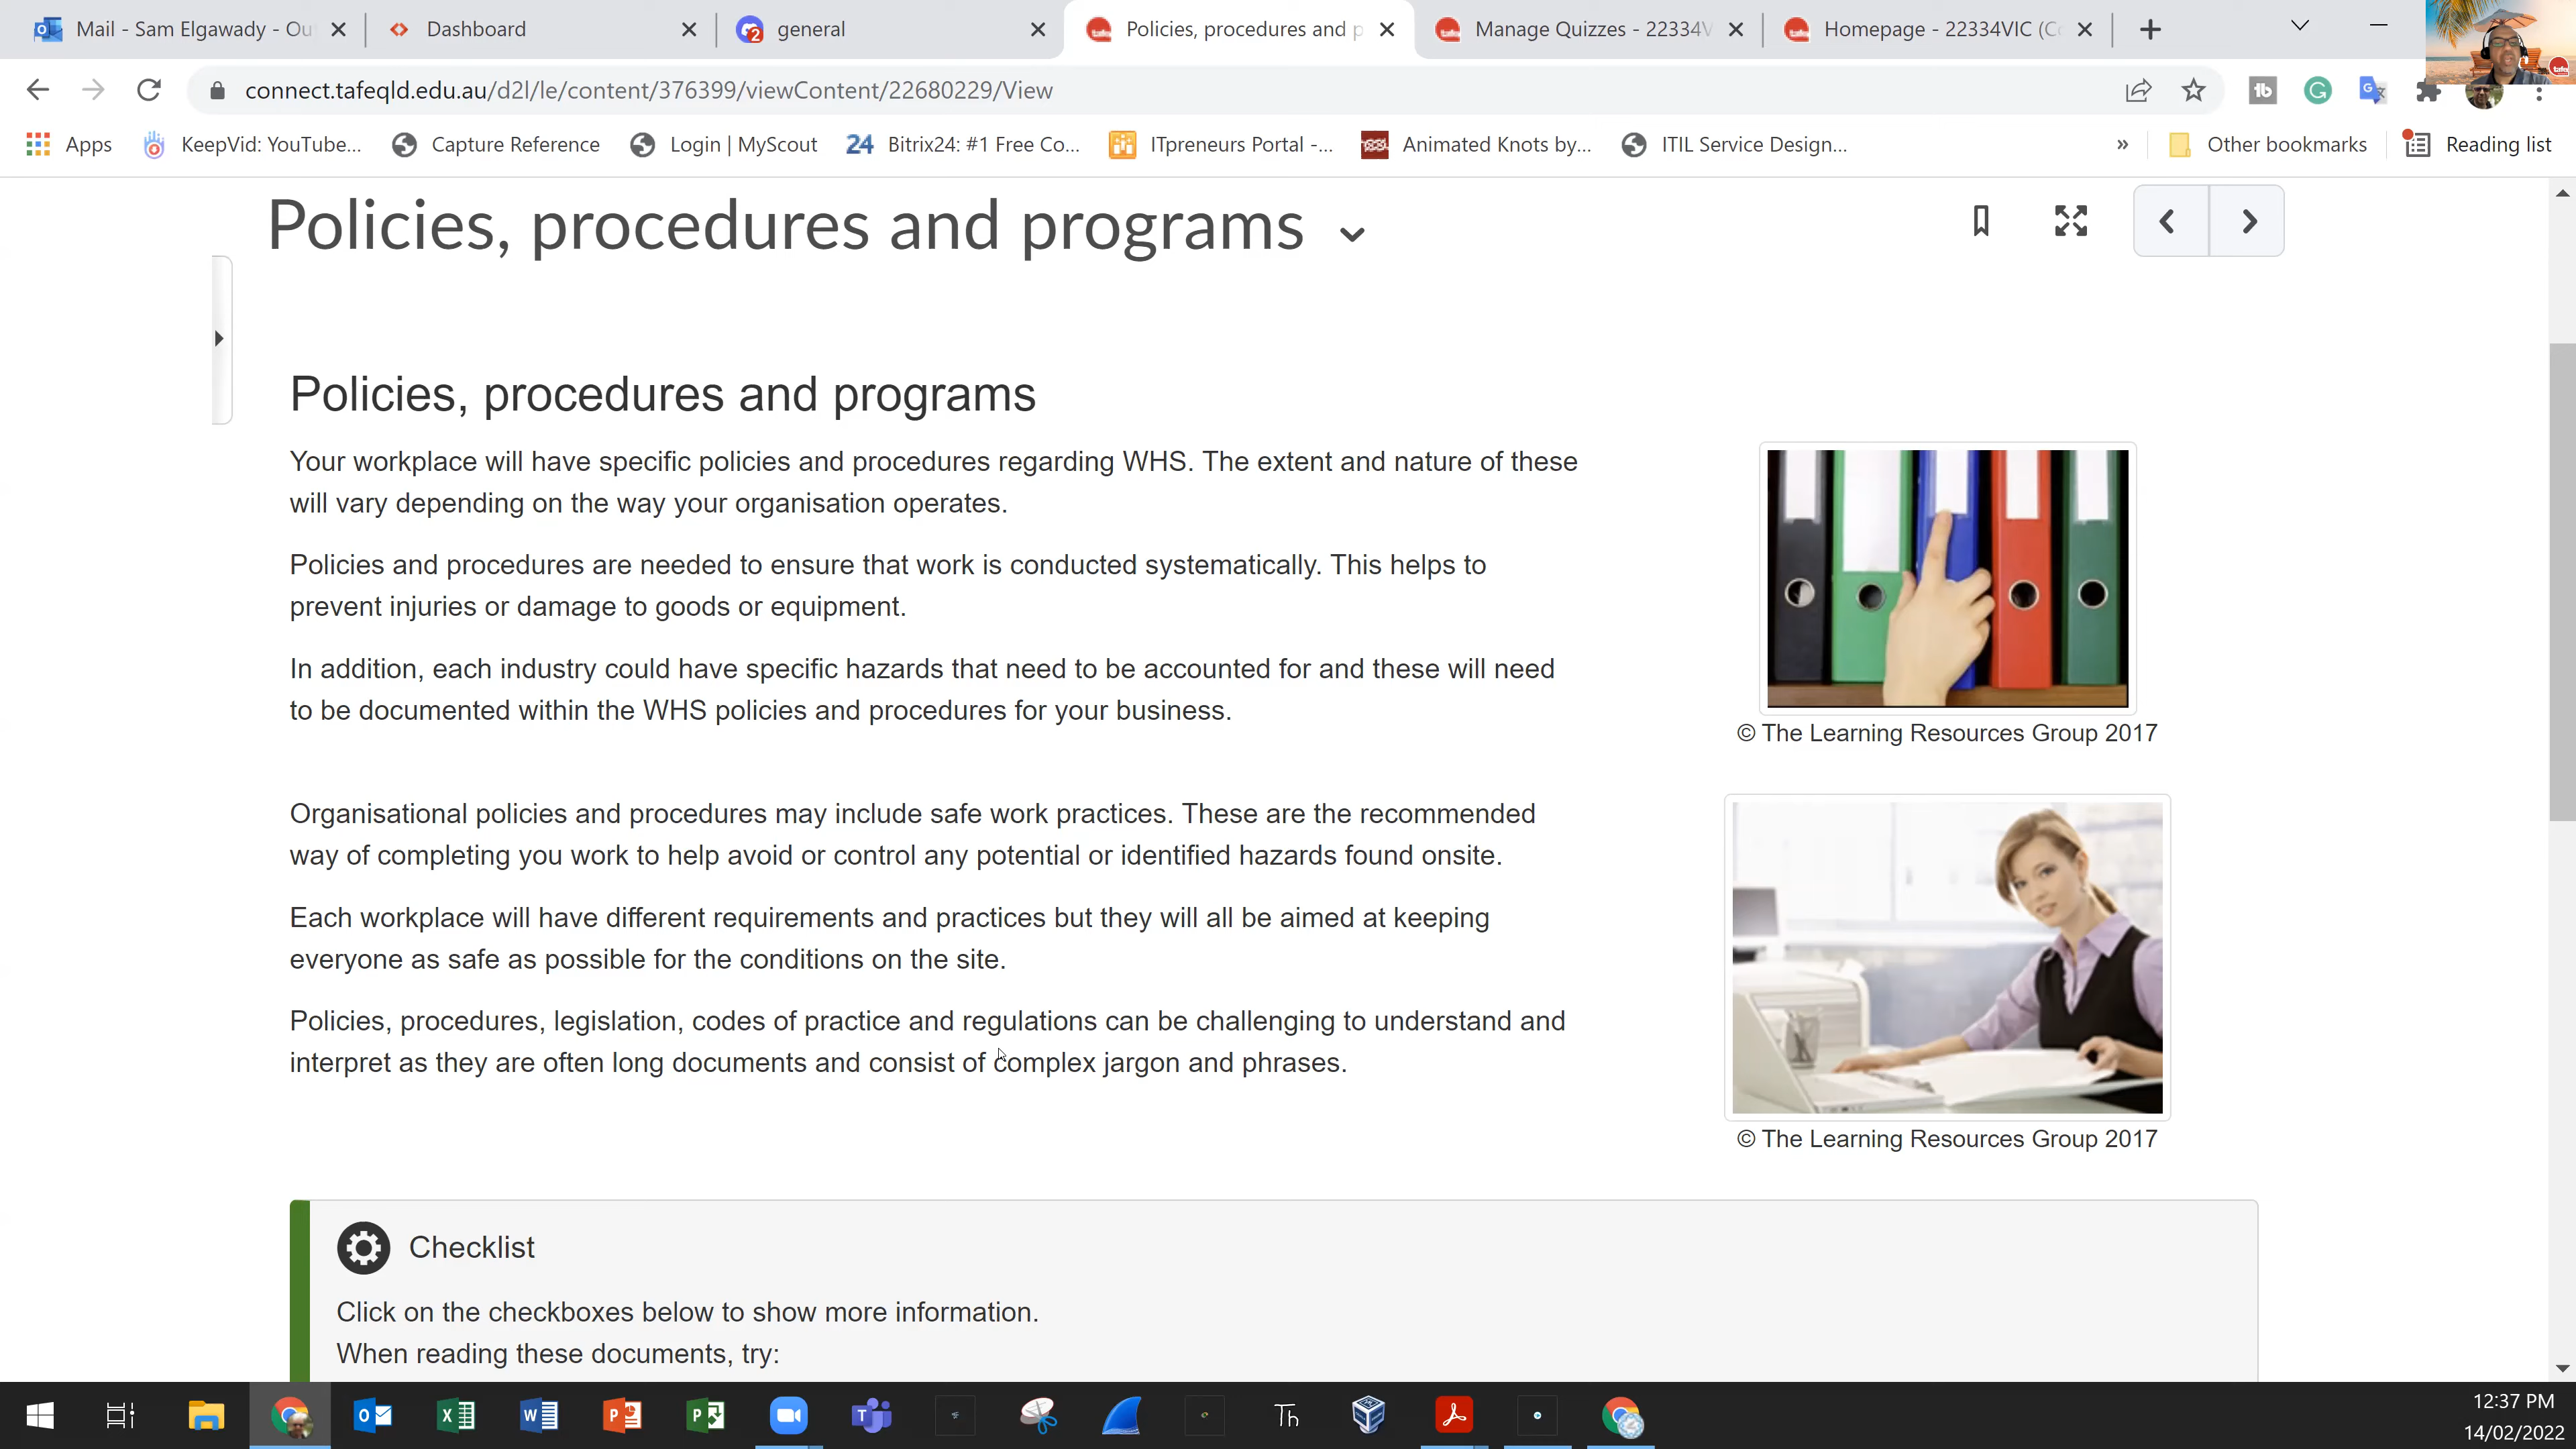 Mail - Sam Elgawady - Ou
Dashboard
2
general
Policies, procedures and p
Manage Quizzes - 22334V
Homepage - 22334VIC (Co
connect.tafeqld.edu.au/d2l/le/content/376399/viewContent/22680229/View
Apps
KeepVid: YouTube...
Capture Reference
Login | MyScout
24 Bitrix24: #1 Free Co...
ITpreneurs Portal -...
Animated Knots by...
ITIL Service Design...
»
Other bookmarks
Reading list
Policies, procedures and programs
Policies, procedures and programs
Your workplace will have specific policies and procedures regarding WHS. The extent and nature of these
will vary depending on the way your organisation operates.
Policies and procedures are needed to ensure that work is conducted systematically. This helps to
prevent injuries or damage to goods or equipment.
In addition, each industry could have specific hazards that need to be accounted for and these will need
to be documented within the WHS policies and procedures for your business.
© The Learning Resources Group 2017
Organisational policies and procedures may include safe work practices. These are the recommended
way of completing you work to help avoid or control any potential or identified hazards found onsite.
Each workplace will have different requirements and practices but they will all be aimed at keeping
everyone as safe as possible for the conditions on the site.
Policies, procedures, legislation, codes of practice and regulations can be challenging to understand and
interpret as they are often long documents and consist of complex jargon and phrases.
© The Learning Resources Group 2017
Checklist
Click on the checkboxes below to show more information.
When reading these documents, try:
Th
12:37 PM
14/02/2022